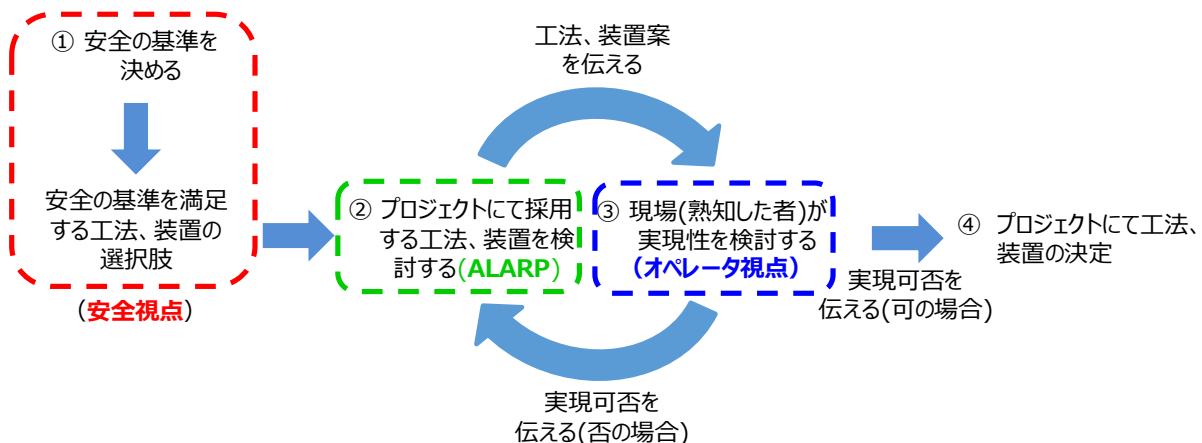 ① 安全の基準を
決める
安全の基準を満足
する工法、装置の
選択肢
(安全視点)
工法、装置案
を伝える
② プロジェクトにて採用
する工法、装置を検
討する(ALARP)
③ 現場(熟知した者)が
実現性を検討する
(オペレータ視点)
実現可否を
伝える(否の場合)
実現可否を
伝える(可の場合)
④ プロジェクトにて工法、
装置の決定